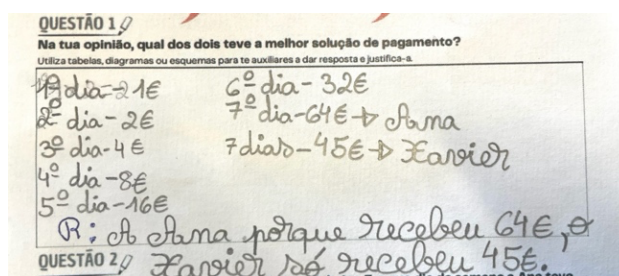 QUESTÃO 1
Na tua opinião, qual dos dois teve a melhor solução de pagamento?
Utiliza tabelas, diagramas ou esquemas para te auxiliares a dar resposta e justifica-a.
1º dia - 1€
2º dia - 2€
3º dia - 4€
4º dia - 8€
5º dia - 16€
6º dia - 32€
7º dia - 64€ → Ana
7 dias - 45€ → Xavier
R: A Ana porque recebeu 64€, o
QUESTÃO 2 Xavier só recebeu 45€.